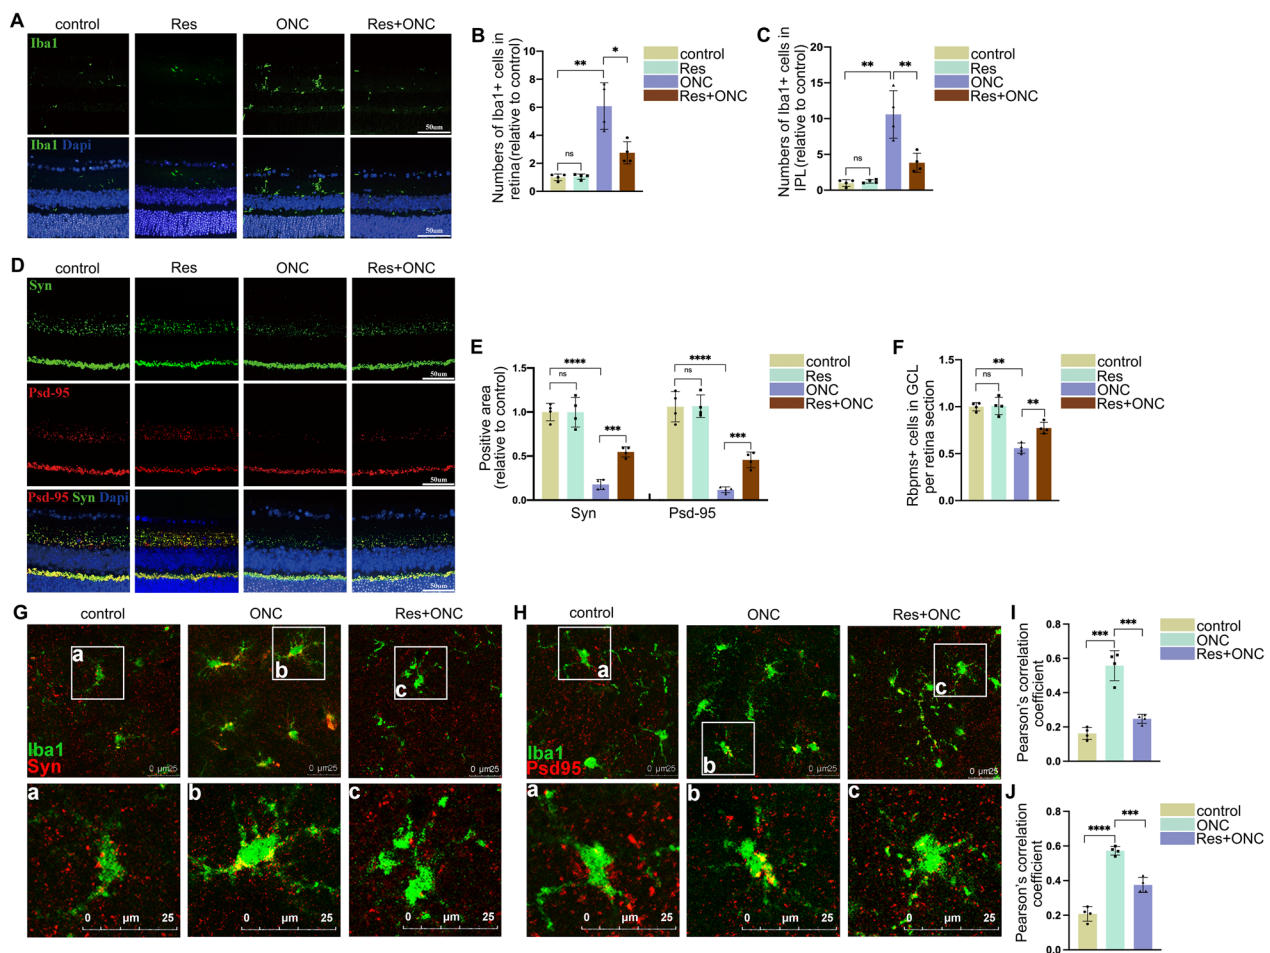 A
control
Res
ONC
Res+ONC
Iba1
50um
Iba1 Dapi
50um
B
Numbers of Iba1+ cells in
retina(relative to control)
10
8
6
4
2
0
ns
**
*
control
Res
ONC
Res+ONC
C
Numbers of Iba1+ cells in
IPL(relative to control)
20
15
10
5
0
ns
**
**
D
control
Res
ONC
Res+ONC
Syn
50um
Psd-95
50um
Psd-95 Syn Dapi
50um
E
Positive area
(relative to control)
1.5
1.0
0.5
0.0
****
ns
***
****
ns
***
Syn
Psd-95
control
Res
ONC
Res+ONC
F
Rbpms+ cells in GCL
per retina section
1.5
1.0
0.5
0.0
**
ns
**
control
Res
ONC
Res+ONC
G
control
ONC
Res+ONC
a
b
c
Iba1
Syn
0 µm25
0 µm25
0 µm25
a
b
c
0 µm 25
0 µm 25
0 µm 25
H
control
ONC
Res+ONC
a
b
c
Iba1
Psd95
0 µm25
0 µm25
0 µm25
a
b
c
0 µm 25
0 µm 25
0 µm 25
I
Pearson's correlation
coefficient
0.8
0.6
0.4
0.2
0.0
***
***
control
ONC
Res+ONC
J
Pearson's correlation
coefficient
0.8
0.6
0.4
0.2
0.0
****
***
control
ONC
Res+ONC